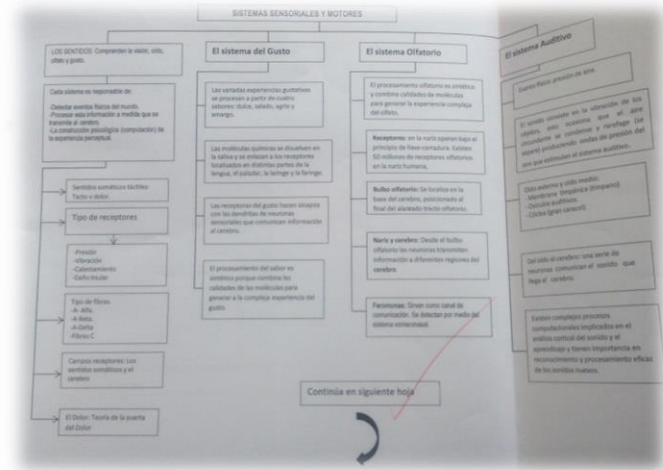 SISTEMAS SENSORIALES Y MOTORES
LOS SENTIDOS: Comprenden la visión, oído,
olfato y gusto.
Cada sistema es responsable de:
-Detectar eventos físicos del mundo.
-Procesar esta información a medida que se
transmite al cerebro.
-La construcción psicológica (computación) de
la experiencia perceptual.
Sentidos somáticos táctiles:
Tacto y dolor.
Tipo de receptores
-Presión
-Vibración
-Calentamiento
-Daño tisular
Tipo de fibras
-A- Alfa.
-A-Beta.
-A-Delta
-Fibras C
Campos receptores: Los
sentidos somáticos y el
cerebro
El Dolor: Teoría de la puerta
del Dolor
El sistema del Gusto
Las variadas experiencias gustativas
se procesan a partir de cuatro
sabores: dulce, salado, agrio y
amargo.
Las moléculas químicas se disuelven en
la saliva y se enlazan a los receptores
localizados en distintas partes de la
lengua, el paladar, la laringe y la faringe.
Las receptoras del gusto hacen sinapsis
con las dendritas de neuronas
sensoriales que comunican información
al cerebro.
El procesamiento del sabor es
sintético porque combina las
calidades de las moléculas para
generar a la compleja experiencia del
gusto
El sistema Olfatorio
El procesamiento olfatorio es sintético
y combina calidades de moléculas
para generar la experiencia compleja
del olfato.
Receptores: en la nariz operan bajo el
principio de llave-cerradura. Existen
50 millones de receptores olfatorios
en la nariz humana.
Bulbo olfatorio: Se localiza en la
base del cerebro, posicionado al
final del alargado tracto olfatorio.
Nariz y cerebro: Desde el bulbo
olfatorio las neuronas transmiten
información a diferentes regiones del
cerebro.
Feromonas: Sirven como canal de
comunicación. Se detectan por medio del
sistema vomeronasal.
El sistema Auditivo
Evento físico: presión de aire.
El sonido consiste en la vibración de los
objetos, esto ocasiona que el aire
circundante se condense y rarefaga (se
separe) produciendo ondas de presión del
aire que estimulan el sistema auditivo.
Oído externo y oído medio:
-Membrana timpánica (tímpano)
-Osículos auditivos
-Cóclea (gran caracol)
Del oído al cerebro: una serie de
neuronas comunican el sonido que
llega al cerebro.
Existen complejos procesos
computacionales implicados en el
análisis cortical del sonido y el
aprendizaje y tienen importancia en
reconocimiento y procesamiento eficaz
de los sonidos nuevos.
Continúa en siguiente hoja